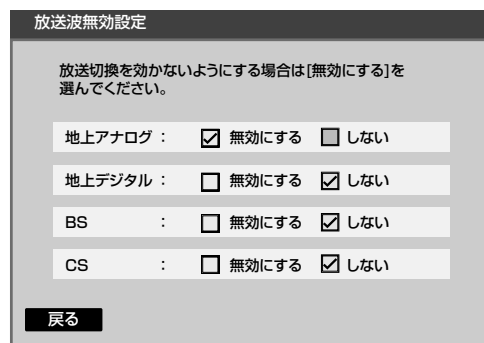 放送波無効設定
放送切換を効かないようにする場合は[無効にする]を
選んでください。
地上アナログ： 無効にする しない
地上デジタル： 無効にする しない
BS ： 無効にする しない
CS ： 無効にする しない
戻る